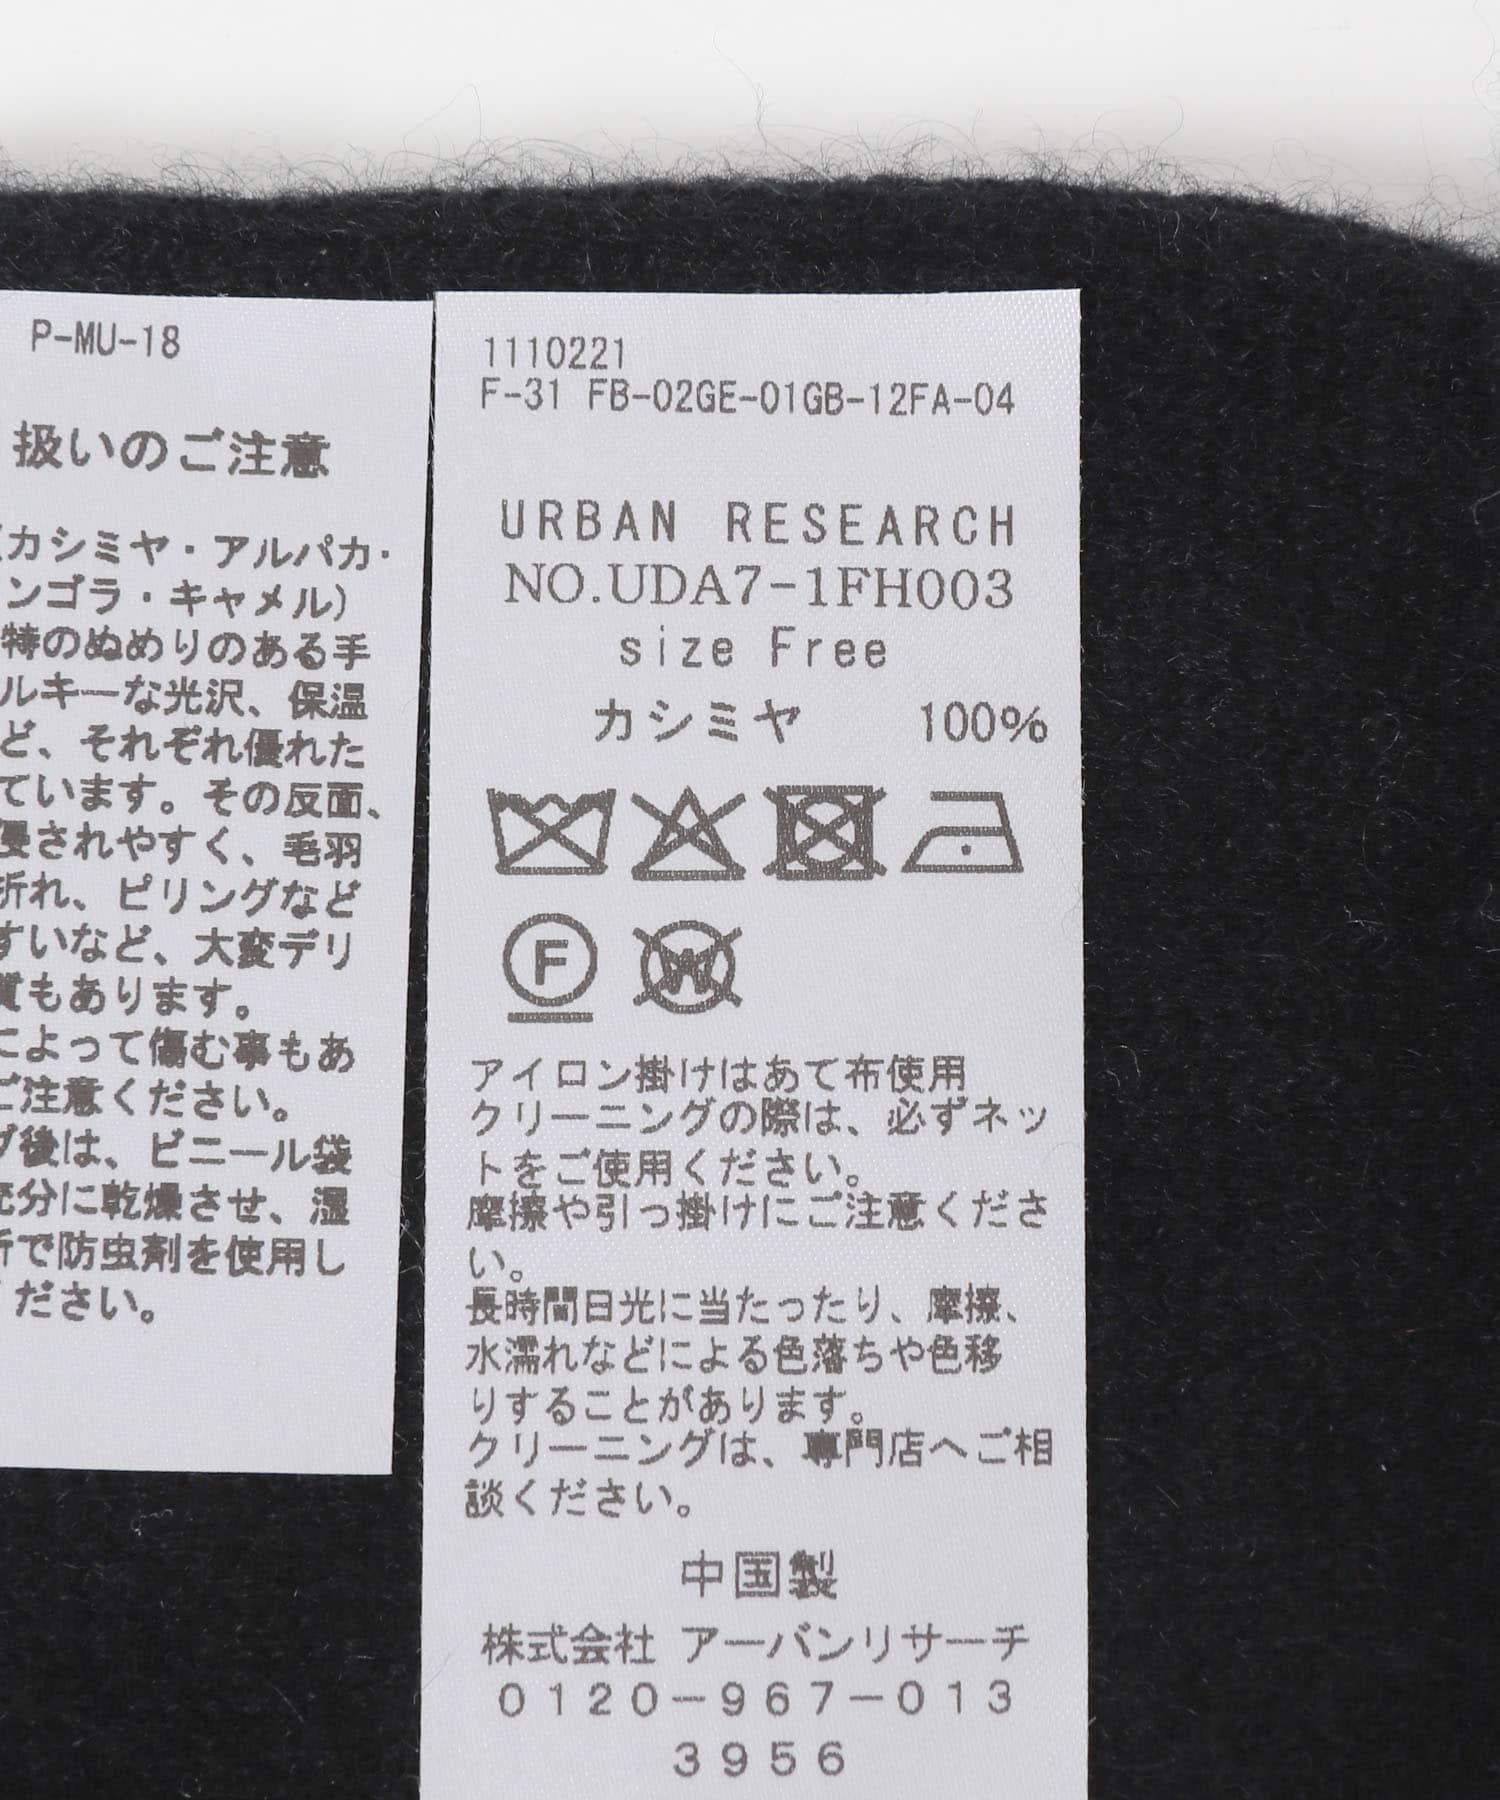 P-MU-18
扱いのご注意
(カシミヤ・アルパカ・
ンゴラ・キャメル)
特のぬめりのある手
ルキーな光沢、保温
ど、それぞれ優れた
ています。その反面、
侵されやすく、毛羽
折れ、ピリングなど
すいなど、大変デリ
質もあります。
によって傷む事もあ
ご注意ください。
グ後は、ビニール袋
充分に乾燥させ、湿
所で防虫剤を使用し
ください。
1110221
F-31 FB-02GE-01GB-12FA-04
URBAN RESEARCH
NO.UDA7-1FH003
size Free
カシミヤ 100%
F W
アイロン掛けはあて布使用
クリーニングの際は、必ずネッ
トをご使用ください。
摩擦や引っ掛けにご注意くださ
い。
長時間日光に当たったり、摩擦、
水濡れなどによる色落ちや色移
りすることがあります。
クリーニングは、専門店へご相
談ください。
中国製
株式会社 アーバンリサーチ
0120-967-013
3956